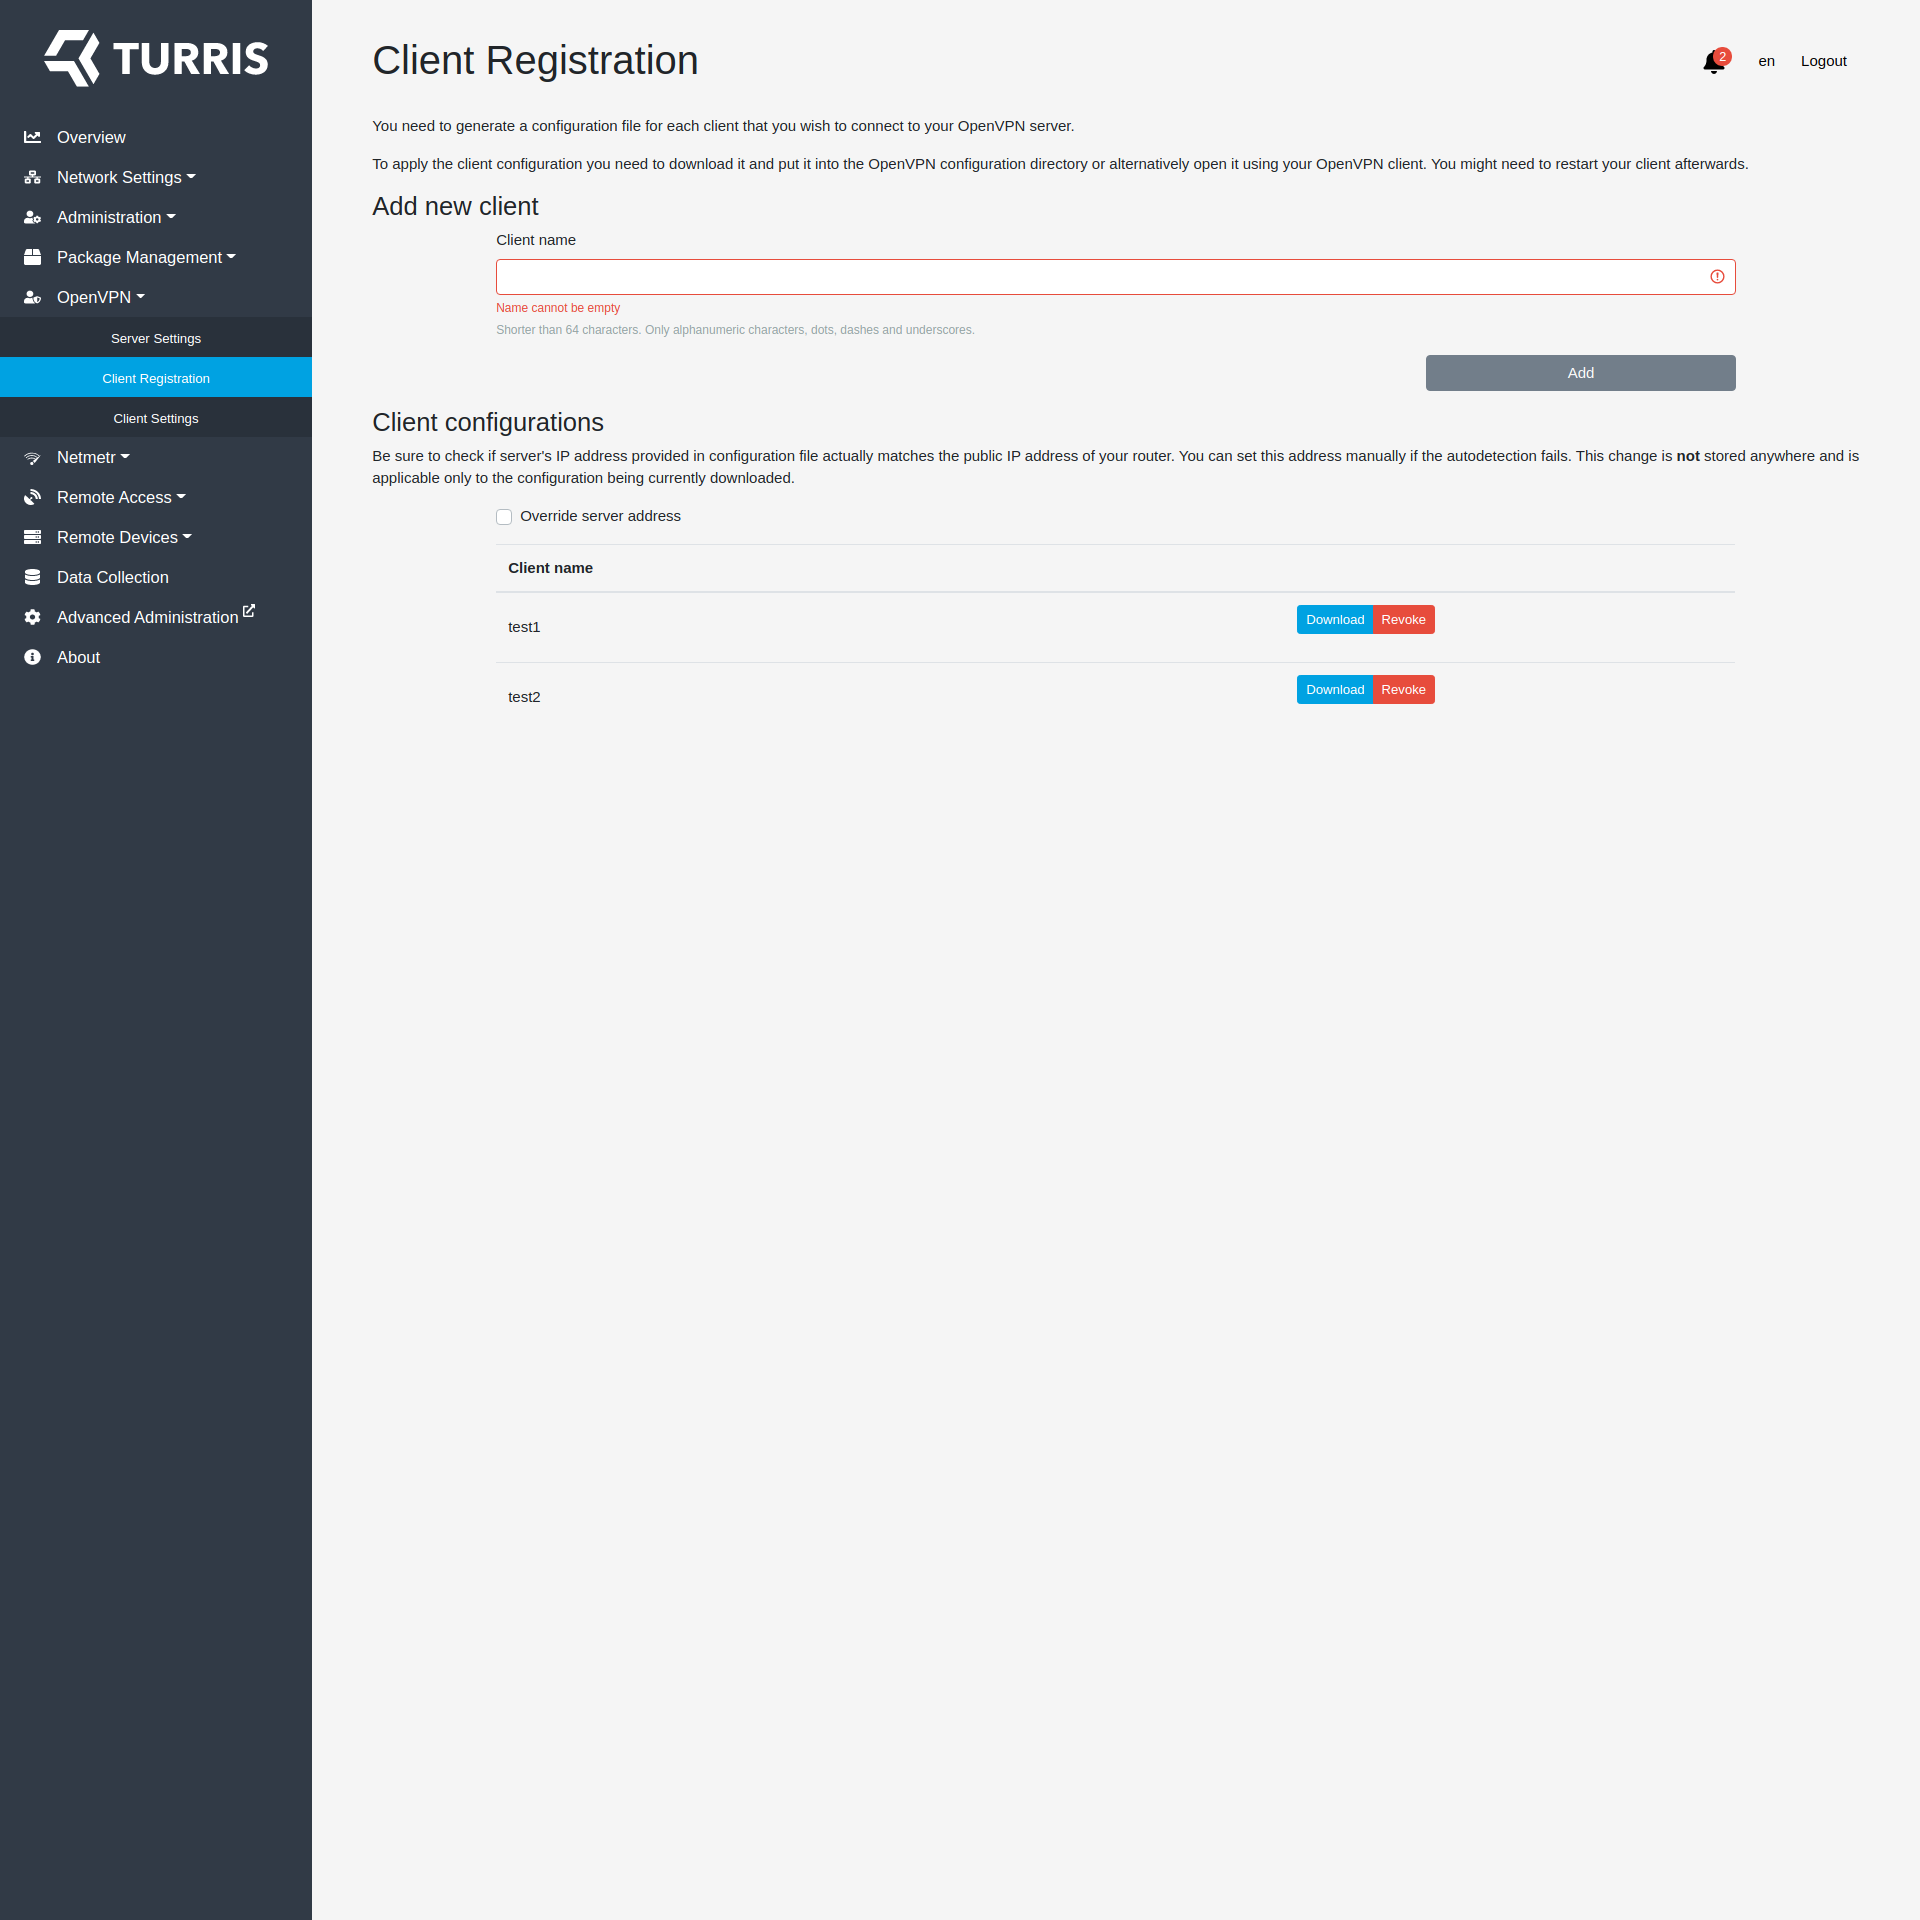 TURRIS
Overview
Network Settings
Administration
Package Management
OpenVPN
Server Settings
Client Registration
Client Settings
Netmetr
Remote Access
Remote Devices
Data Collection
Advanced Administration
About
Client Registration
2
en
Logout
You need to generate a configuration file for each client that you wish to connect to your OpenVPN server.
To apply the client configuration you need to download it and put it into the OpenVPN configuration directory or alternatively open it using your OpenVPN client. You might need to restart your client afterwards.
Add new client
Client name
Name cannot be empty
Shorter than 64 characters. Only alphanumeric characters, dots, dashes and underscores.
Add
Client configurations
Be sure to check if server's IP address provided in configuration file actually matches the public IP address of your router. You can set this address manually if the autodetection fails. This change is not stored anywhere and is
applicable only to the configuration being currently downloaded.
Override server address
Client name
test1 Download Revoke
test2 Download Revoke